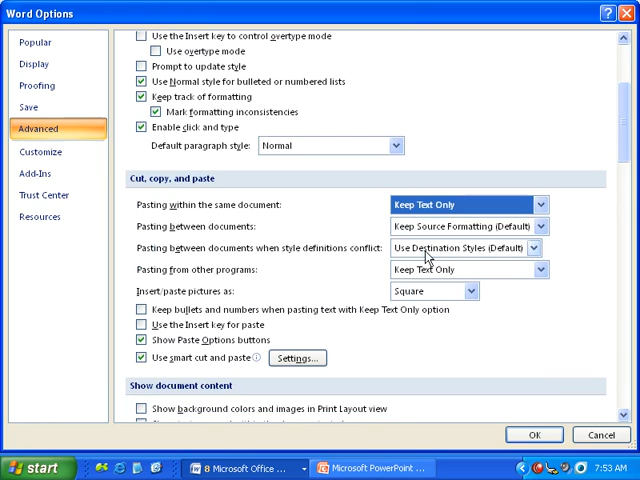 Word Options
Popular
Display
Proofing
Save
Advanced
Customize
Add-Ins
Trust Center
Resources
Use the Insert key to control overtype mode
Use overtype mode
Prompt to update style
Use Normal style for bulleted or numbered lists
Keep track of formatting
Mark formatting inconsistencies
Enable click and type
Default paragraph style: Normal
Cut, copy, and paste
Pasting within the same document: Keep Text Only
Pasting between documents: Keep Source Formatting (Default)
Pasting between documents when style definitions conflict: Use Destination Styles (Default)
Pasting from other programs: Keep Text Only
Insert/paste pictures as: Square
Keep bullets and numbers when pasting text with Keep Text Only option
Use the Insert key for paste
Show Paste Options buttons
Use smart cut and paste Settings...
Show document content
Show background colors and images in Print Layout view
OK Cancel
start 8 Microsoft Office ... Microsoft PowerPoint ... 7:53 AM